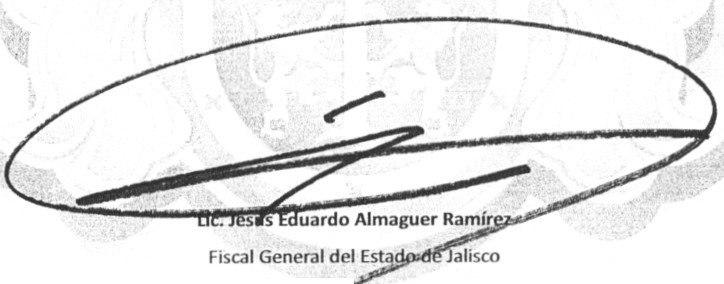 Lic. Jesús Eduardo Almaguer Ramírez
Fiscal General del Estado de Jalisco